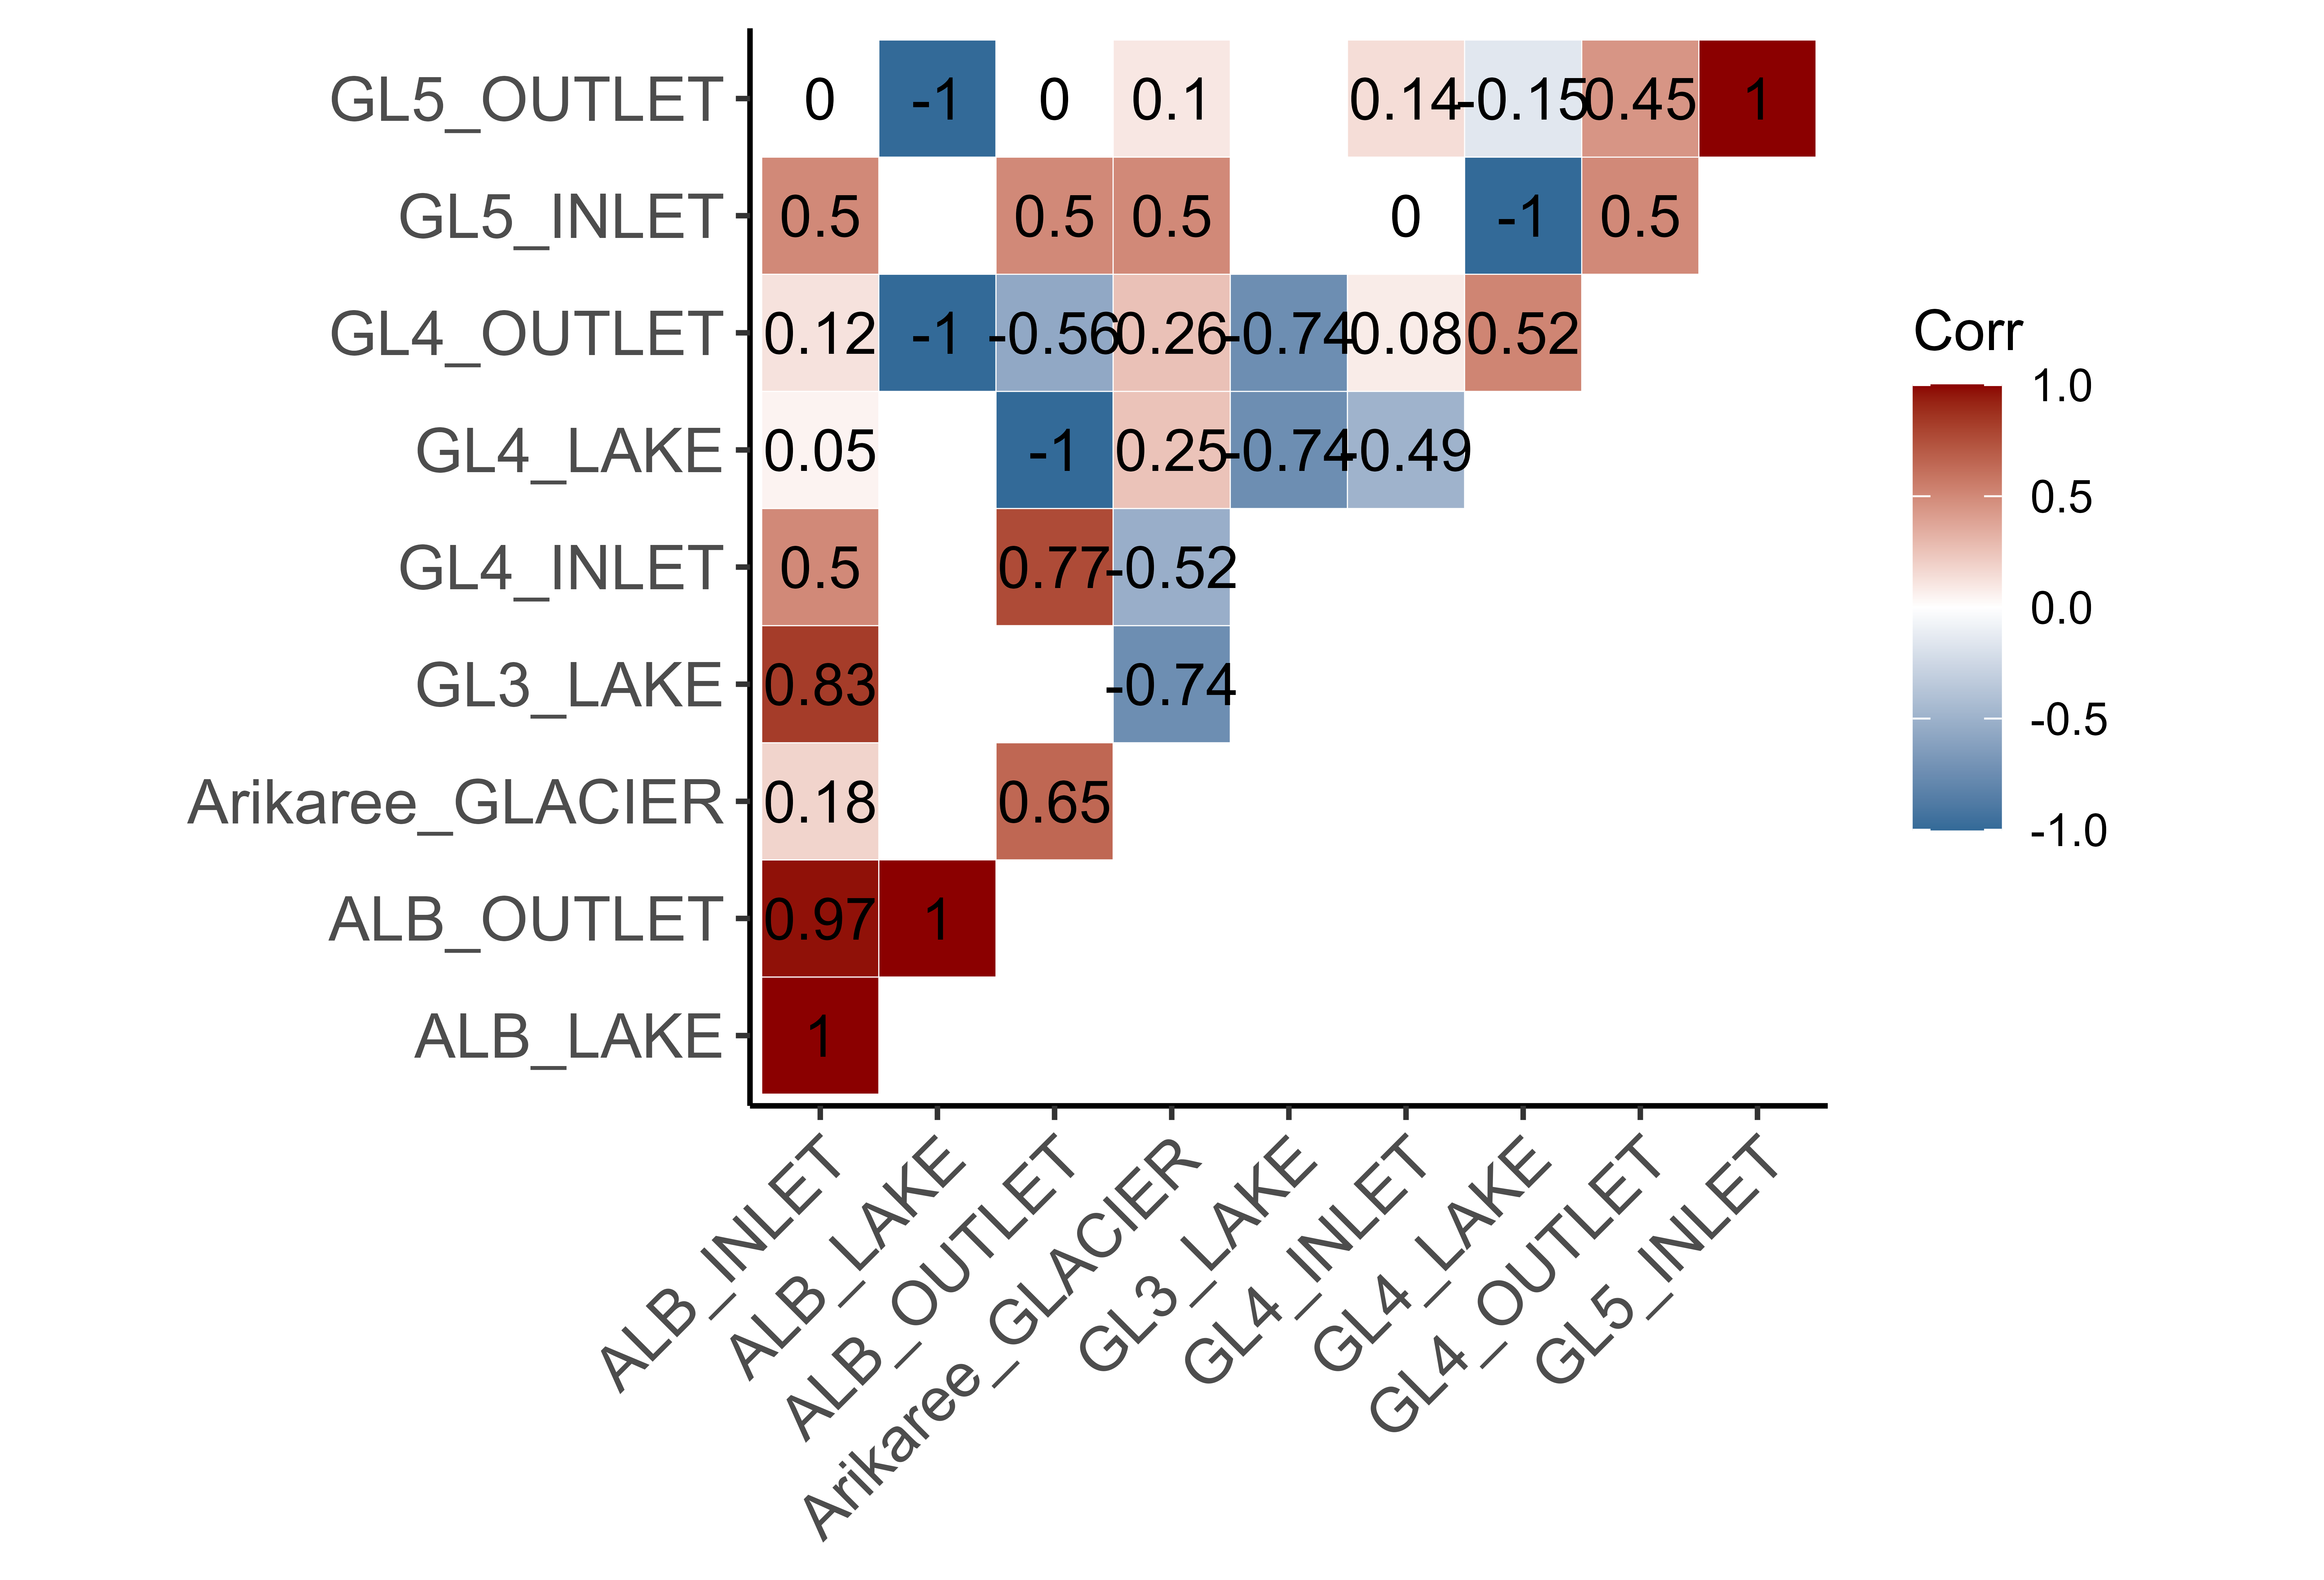 GL5_OUTLET 0 -1 0 0.1 0.14 -0.15 0.45 1
GL5_INLET 0.5 0.5 0.5 0 -1 0.5
GL4_OUTLET 0.12 -1 -0.56 0.26 -0.74 0.08 0.52
GL4_LAKE 0.05 -1 0.25 -0.74 -0.49
GL4_INLET 0.5 0.77 -0.52
GL3_LAKE 0.83 -0.74
Arikaree_GLACIER 0.18 0.65
ALB_OUTLET 0.97 1
ALB_LAKE 1
ALB_INLET
ALB_LAKE
ALB_OUTLET
Arikaree_GLACIER
GL3_LAKE
GL4_INLET
GL4_LAKE
GL4_OUTLET
GL5_INLET
Corr
1.0
0.5
0.0
-0.5
-1.0